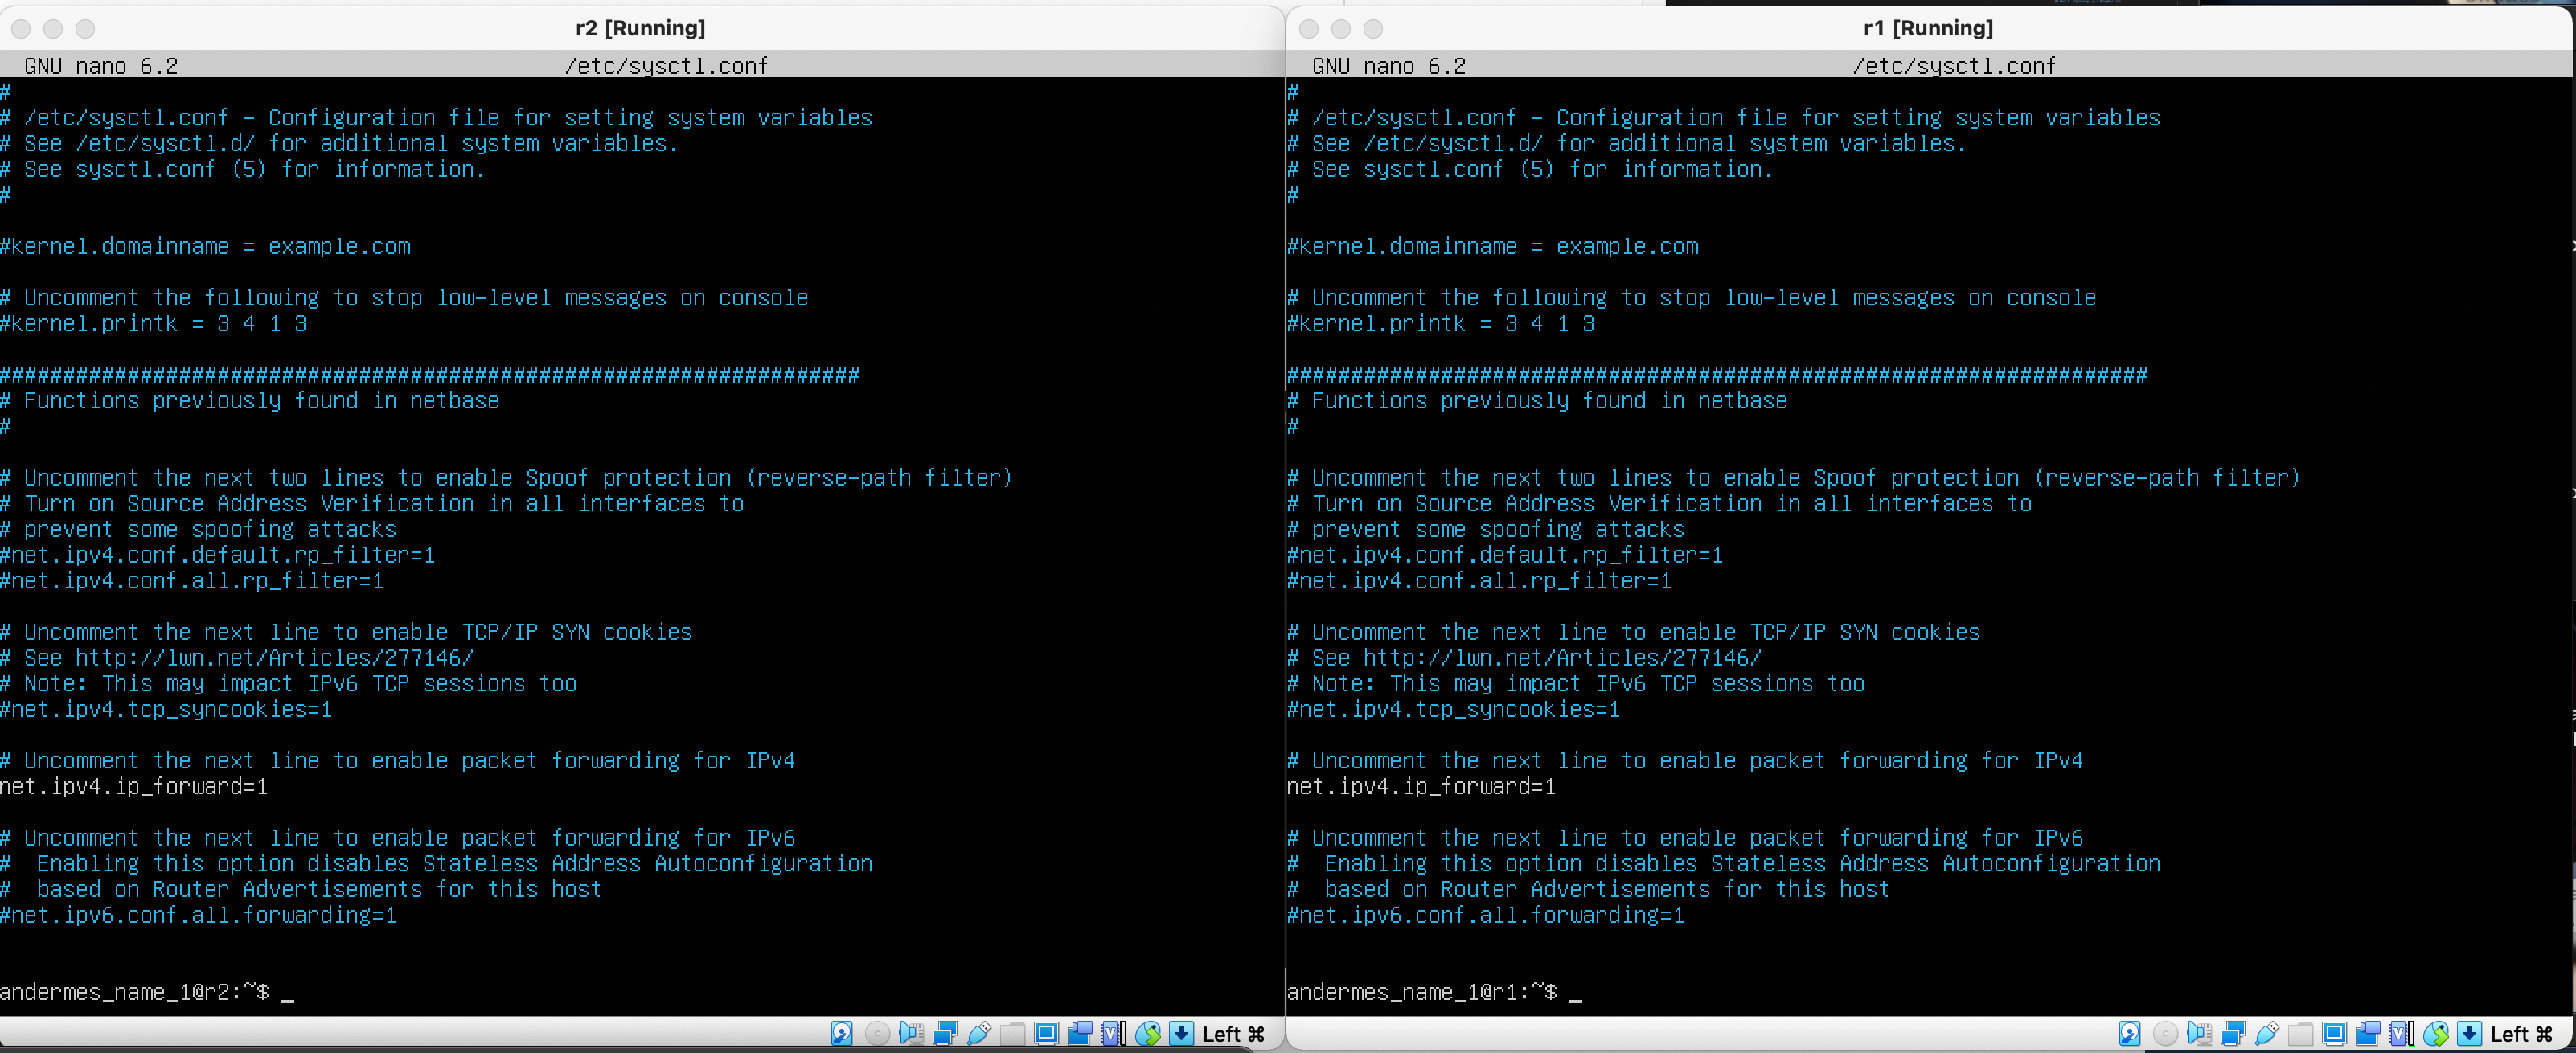 r2 [Running]
GNU nano 6.2 /etc/sysctl.conf
#
# /etc/sysctl.conf - Configuration file for setting system variables
# See /etc/sysctl.d/ for additional system variables.
# See sysctl.conf (5) for information.
#
#kernel.domainname = example.com
# Uncomment the following to stop low-level messages on console
#kernel.printk = 3 4 1 3
###################################################################
# Functions previously found in netbase
#
# Uncomment the next two lines to enable Spoof protection (reverse-path filter)
# Turn on Source Address Verification in all interfaces to
# prevent some spoofing attacks
#net.ipv4.conf.default.rp_filter=1
#net.ipv4.conf.all.rp_filter=1
# Uncomment the next line to enable TCP/IP SYN cookies
# See http://lwn.net/Articles/277146/
# Note: This may impact IPv6 TCP sessions too
#net.ipv4.tcp_syncookies=1
# Uncomment the next line to enable packet forwarding for IPv4
net.ipv4.ip_forward=1
# Uncomment the next line to enable packet forwarding for IPv6
#  Enabling this option disables Stateless Address Autoconfiguration
#  based on Router Advertisements for this host
#net.ipv6.conf.all.forwarding=1
andermes_name_1@r2:~$ _
Left ⌘
r1 [Running]
GNU nano 6.2 /etc/sysctl.conf
#
# /etc/sysctl.conf - Configuration file for setting system variables
# See /etc/sysctl.d/ for additional system variables.
# See sysctl.conf (5) for information.
#
#kernel.domainname = example.com
# Uncomment the following to stop low-level messages on console
#kernel.printk = 3 4 1 3
###################################################################
# Functions previously found in netbase
#
# Uncomment the next two lines to enable Spoof protection (reverse-path filter)
# Turn on Source Address Verification in all interfaces to
# prevent some spoofing attacks
#net.ipv4.conf.default.rp_filter=1
#net.ipv4.conf.all.rp_filter=1
# Uncomment the next line to enable TCP/IP SYN cookies
# See http://lwn.net/Articles/277146/
# Note: This may impact IPv6 TCP sessions too
#net.ipv4.tcp_syncookies=1
# Uncomment the next line to enable packet forwarding for IPv4
net.ipv4.ip_forward=1
# Uncomment the next line to enable packet forwarding for IPv6
#  Enabling this option disables Stateless Address Autoconfiguration
#  based on Router Advertisements for this host
#net.ipv6.conf.all.forwarding=1
andermes_name_1@r1:~$ _
Left ⌘